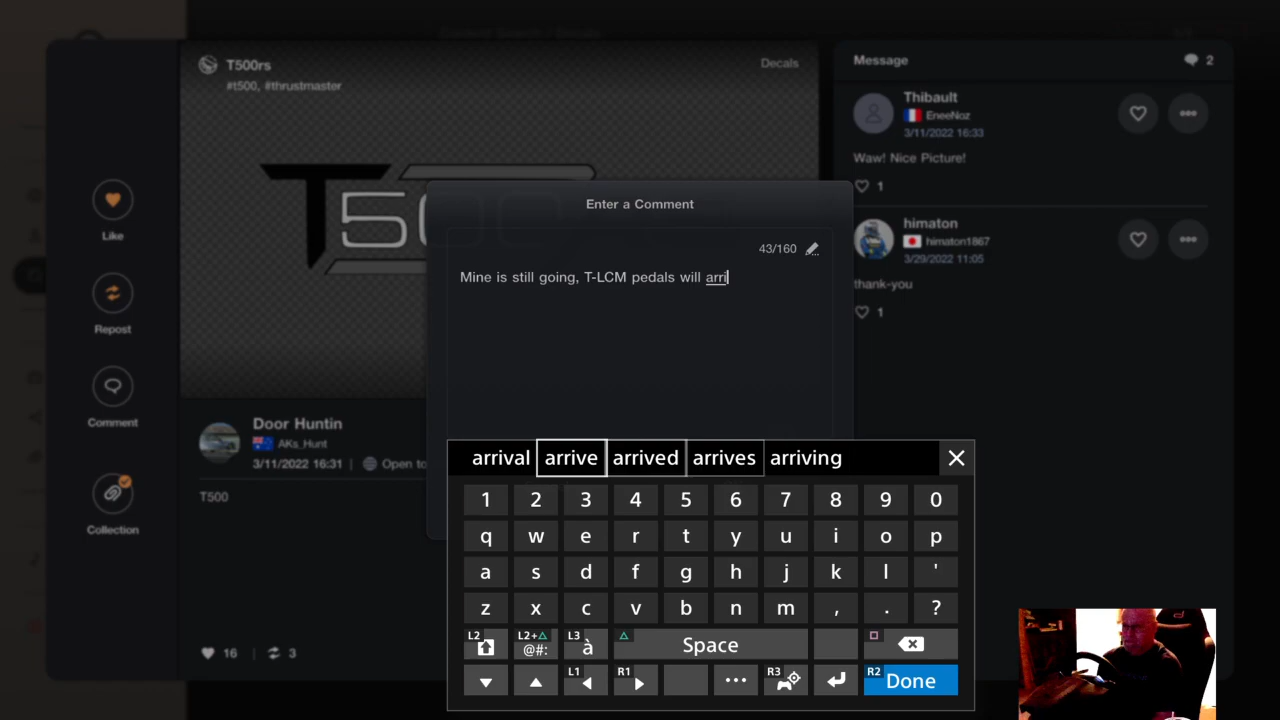 T500rs
#t500, #thrustmaster
Decals
T500
Message
2
Thibault
EneeNoz
3/11/2022 16:33
Waw! Nice Picture!
1
himaton
himaton1867
3/29/2022 11:05
thank-you
1
Like
Repost
Comment
Collection
Enter a Comment
43/160
Mine is still going, T-LCM pedals will arri
Door Huntin
AKs_Hunt
3/11/2022 16:31 | Open to
T500
16 | 3
arrival arrive arrived arrives arriving
1 2 3 4 5 6 7 8 9 0
q w e r t y u i o p
a s d f g h j k l '
z x c v b n m , . ?
L2 L2+△ @#: L3 à △ Space
L1 R1 ... R3 R2 Done